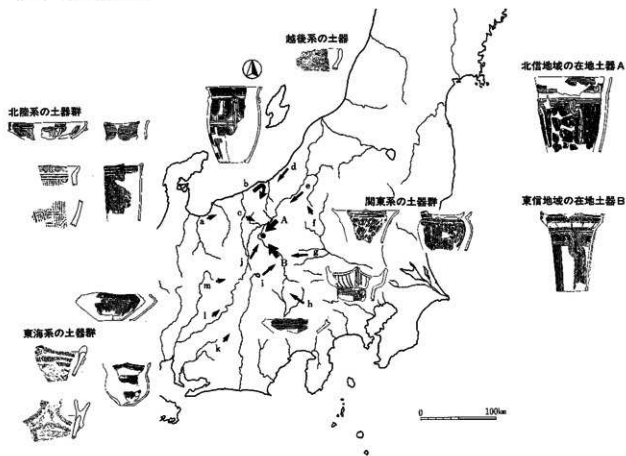 越後系の土器
北陸系の土器群
北信地域の在地土器A
関東系の土器群
東信地域の在地土器B
東海系の土器群
d
b
e
c
a
A
f
g
j
B
i
m
h
l
k
0
100km